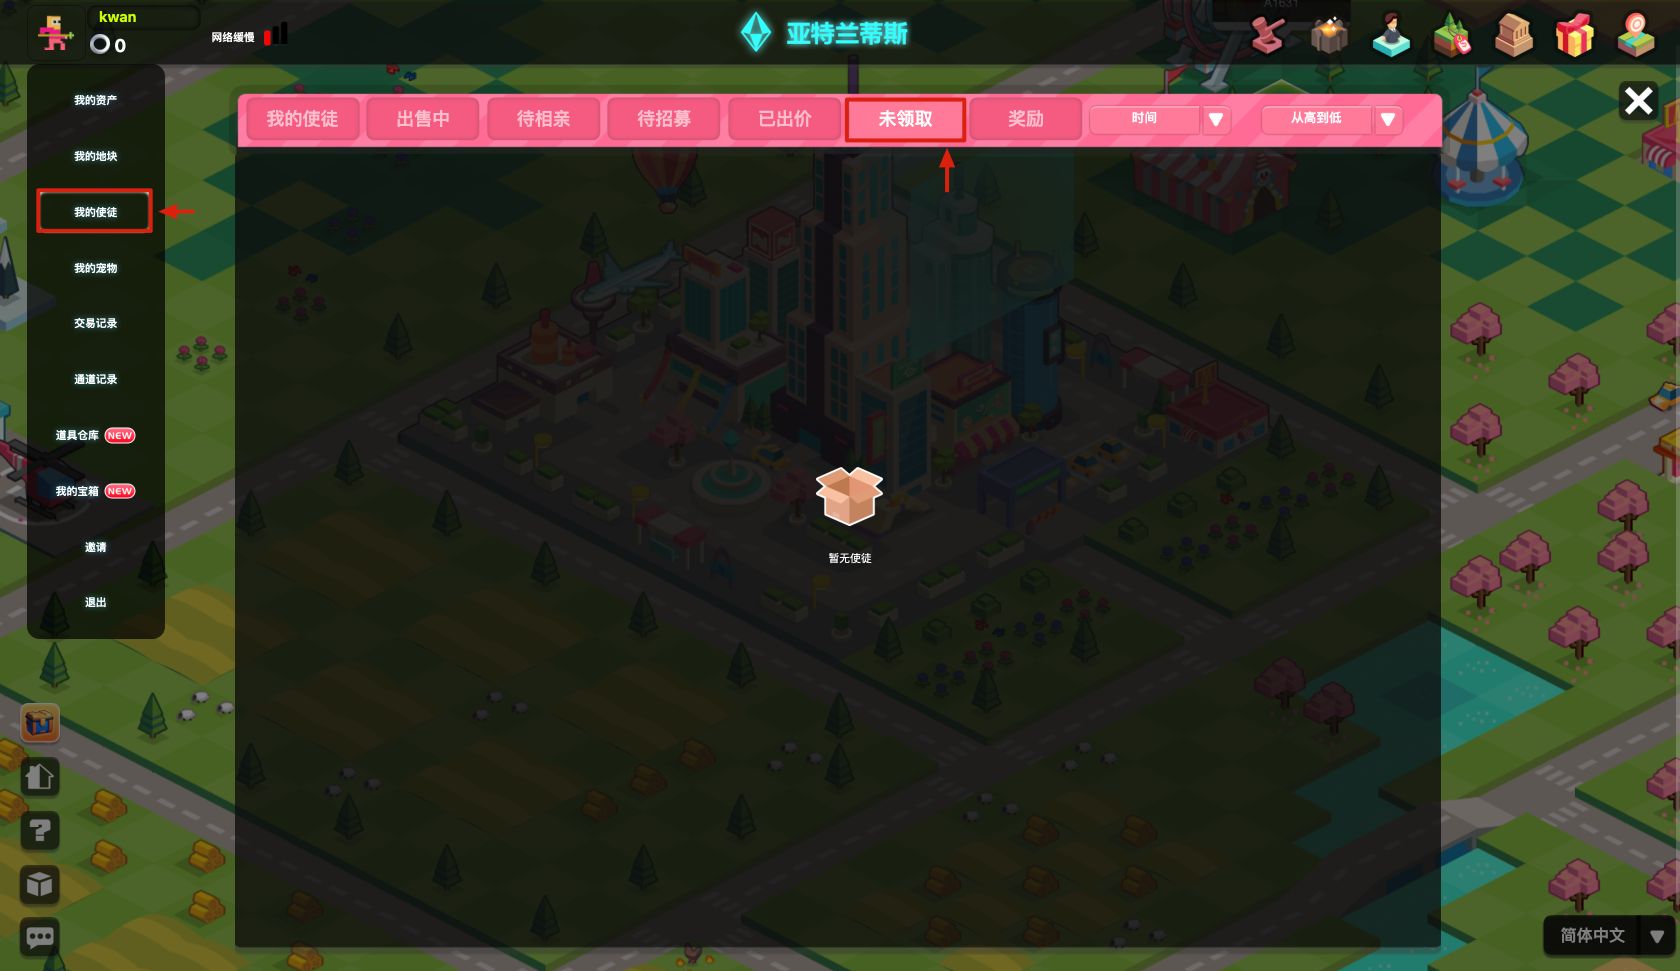 kwan
0
网络缓慢
亚特兰蒂斯
A1631
我的资产
我的地块
我的使徒
我的宠物
交易记录
通道记录
道具仓库 NEW
我的宝箱 NEW
邀请
退出
我的使徒 出售中 待相亲 待招募 已出价 未领取 奖励 时间 从高到低
暂无使徒
简体中文